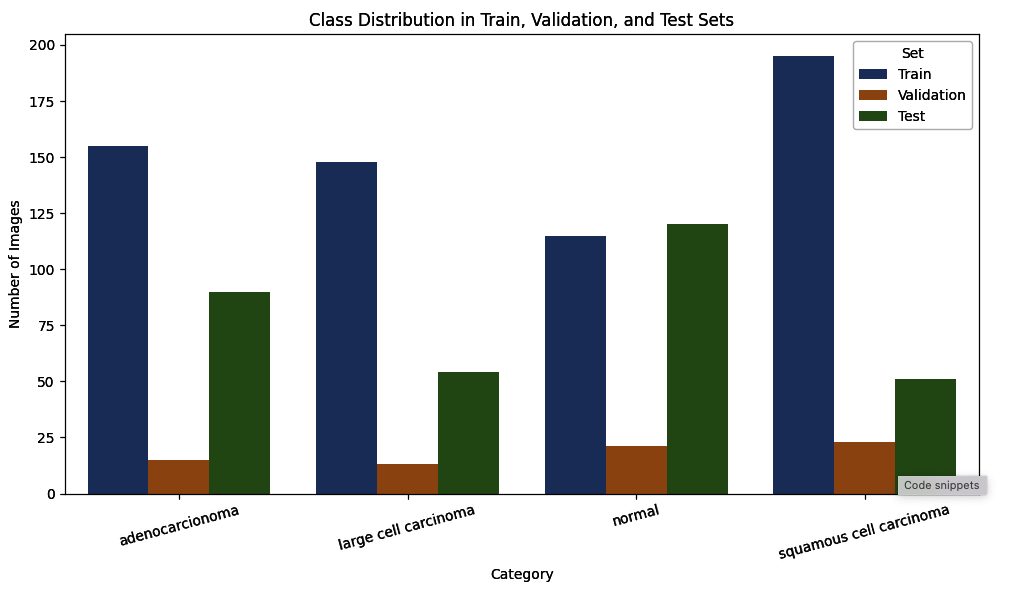 Class Distribution in Train, Validation, and Test Sets
Set
Train
Validation
Test
Number of Images
200
175
150
125
100
75
50
25
0
Code snippets
adenocarcionoma
large cell carcinoma
normal
squamous cell carcinoma
Category